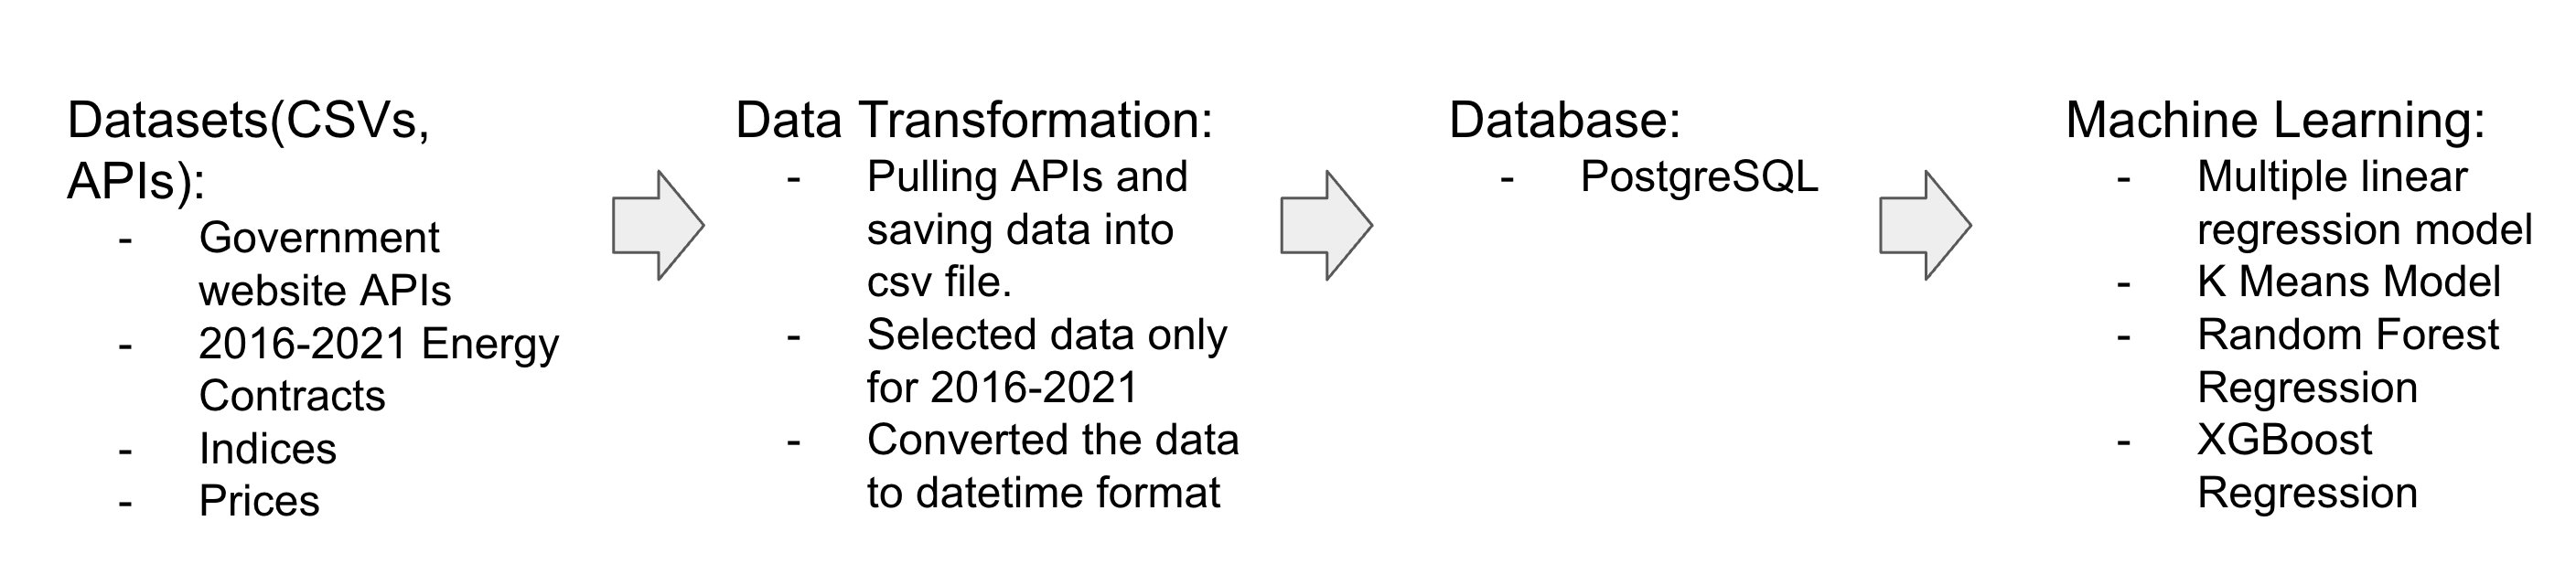 Datasets(CSVs,
APIs):
- Government
website APIs
- 2016-2021 Energy
Contracts
- Indices
- Prices
Data Transformation:
- Pulling APIs and
saving data into
csv file.
- Selected data only
for 2016-2021
- Converted the data
to datetime format
Database:
- PostgreSQL
Machine Learning:
- Multiple linear
regression model
- K Means Model
- Random Forest
Regression
- XGBoost
Regression